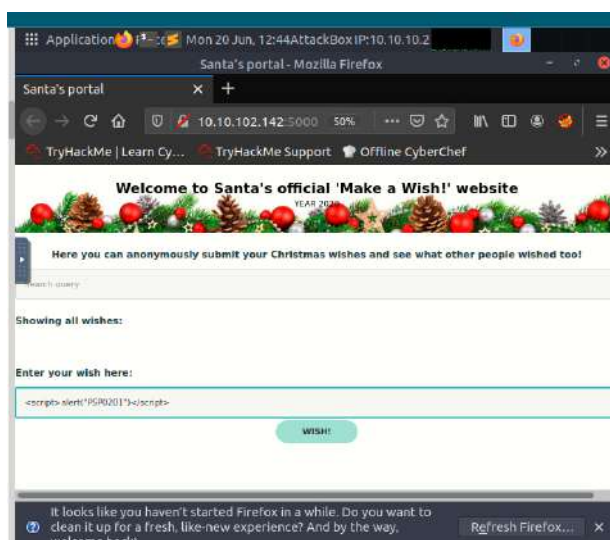 Application
Mon 20 Jun, 12:44 AttackBox IP:10.10.10.2
Santa's portal - Mozilla Firefox
Santa's portal
10.10.102.142:5000 50%
TryHackMe | Learn Cy... TryHackMe Support Offline CyberChef
Welcome to Santa's official 'Make a Wish!' website
YEAR
Here you can anonymously submit your Christmas wishes and see what other people wished too!
Search query
Showing all wishes:
Enter your wish here:
<script> alert("PSP0201")</script>
WISH!
It looks like you haven't started Firefox in a while. Do you want to
clean it up for a fresh, like-new experience? And by the way,
welcome back!
Refresh Firefox...